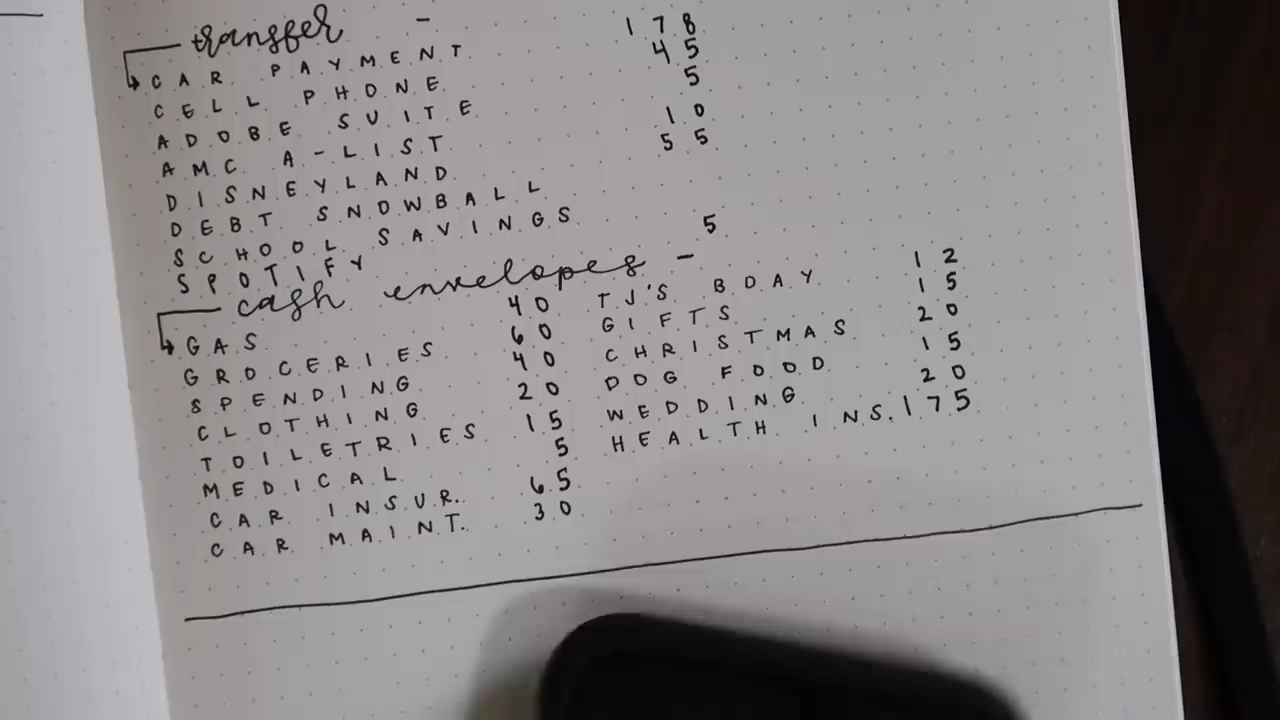 transfer -
CAR PAYMENT 178
CELL PHONE 45
ADOBE SUITE 5
AMC A-LIST 10
DISNEYLAND 55
DEBT SNOWBALL
SCHOOL SAVINGS
SPOTIFY 5
cash envelopes -
GAS 40 TJ'S BDAY 12
GROCERIES 60 GIFTS 15
SPENDING 40 CHRISTMAS 20
CLOTHING 20 DOG FOOD 15
TOILETRIES 15 WEDDING 20
MEDICAL 5 HEALTH INS. 175
CAR INSUR. 65
CAR MAINT. 30